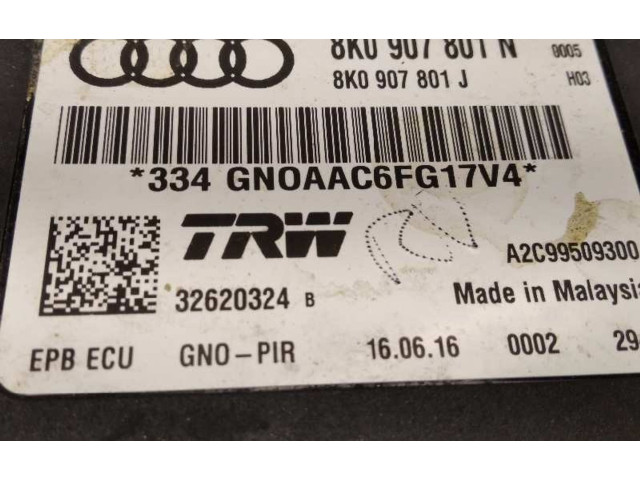 8K0 907 801 N 0005
8K0 907 801 J H03
*334 GNOAAC6FG17V4*
TRW
A2C99509300
32620324 B
Made in Malaysia
EPB ECU GNO-PIR 16.06.16 0002 29